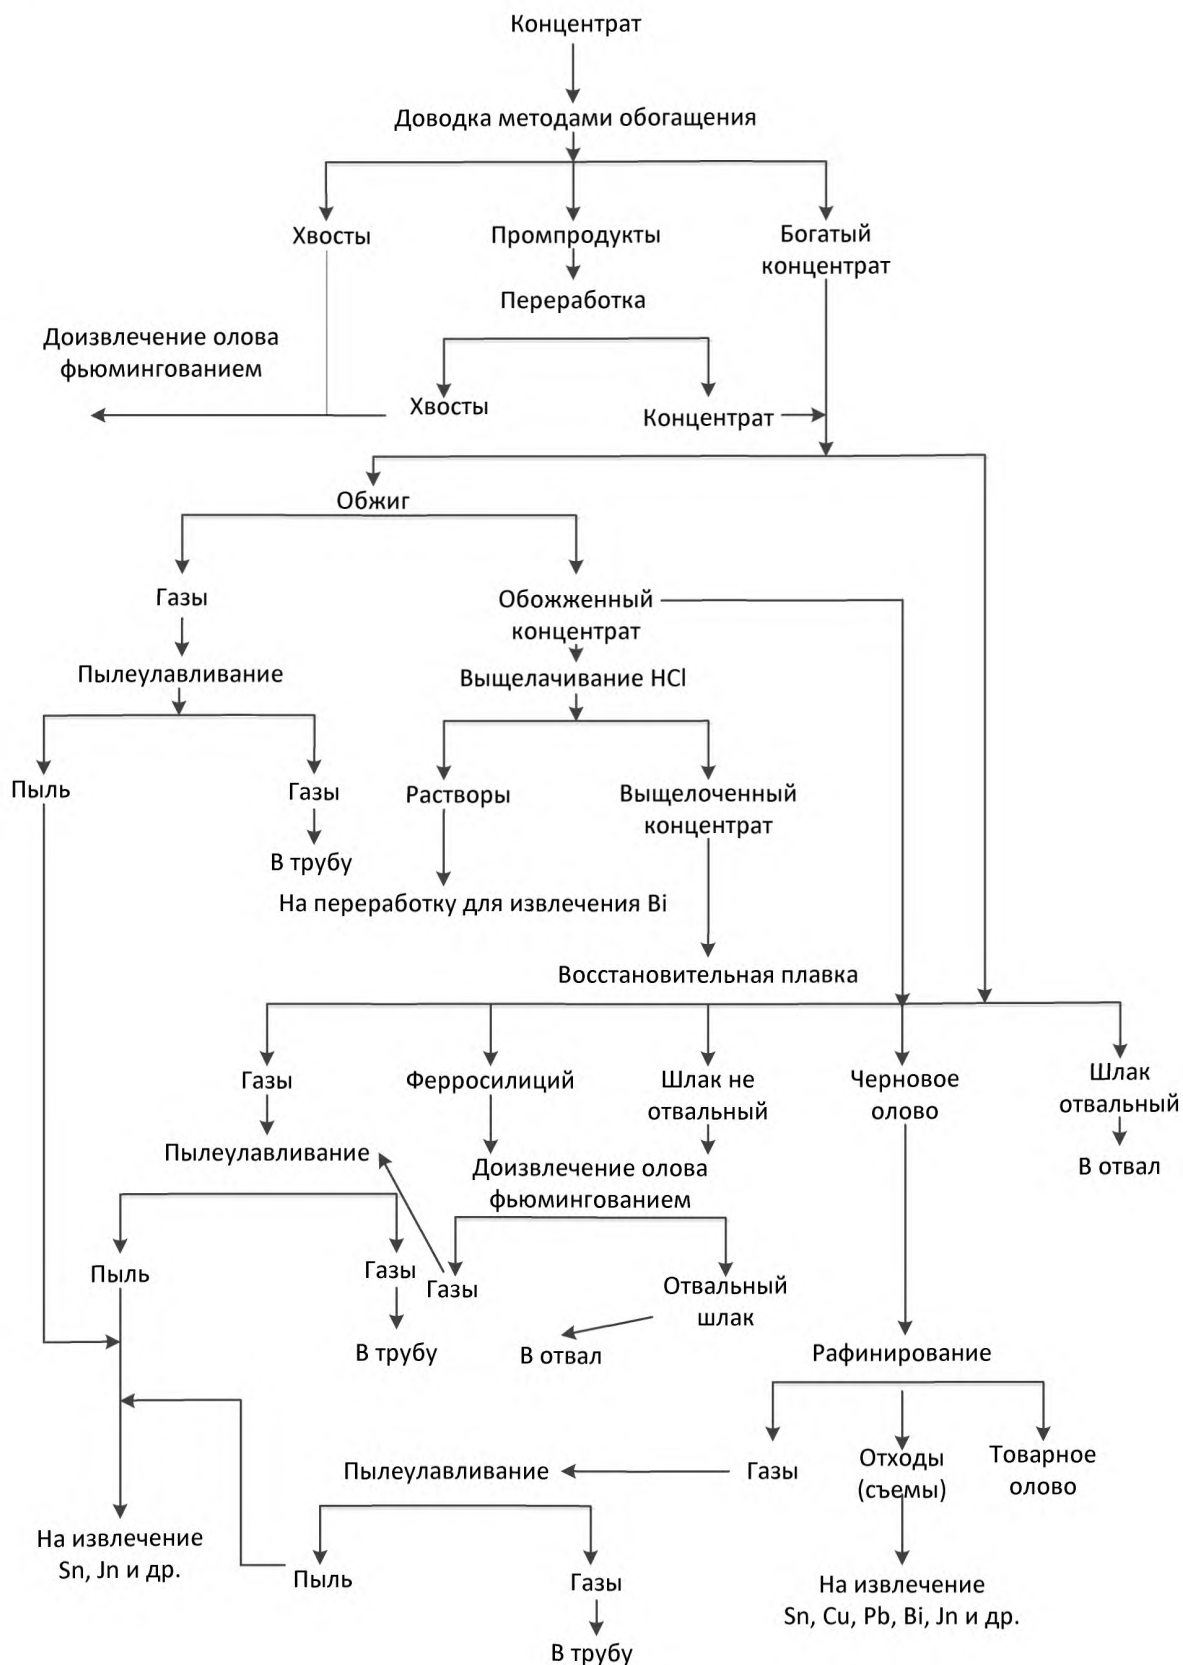 Концентрат
Доводка методами обогащения
Хвосты
Промпродукты
Богатый
концентрат
Переработка
Доизвлечение олова
фьюмингованием
Хвосты
Концентрат
Обжиг
Газы
Обожженный
концентрат
Пылеулавливание
Выщелачивание HCl
Пыль
Газы
Растворы
Выщелоченный
концентрат
В трубу
На переработку для извлечения Bi
Восстановительная плавка
Газы
Ферросилиций
Шлак не
отвальный
Черновое
олово
Шлак
отвальный
Пылеулавливание
Доизвлечение олова
фьюмингованием
В отвал
Пыль
Газы
Газы
Отвальный
шлак
В трубу
В отвал
Рафинирование
Пылеулавливание
Газы
Отходы
(съемы)
Товарное
олово
На извлечение
Sn, Jn и др.
Пыль
Газы
На извлечение
Sn, Cu, Pb, Bi, Jn и др.
В трубу